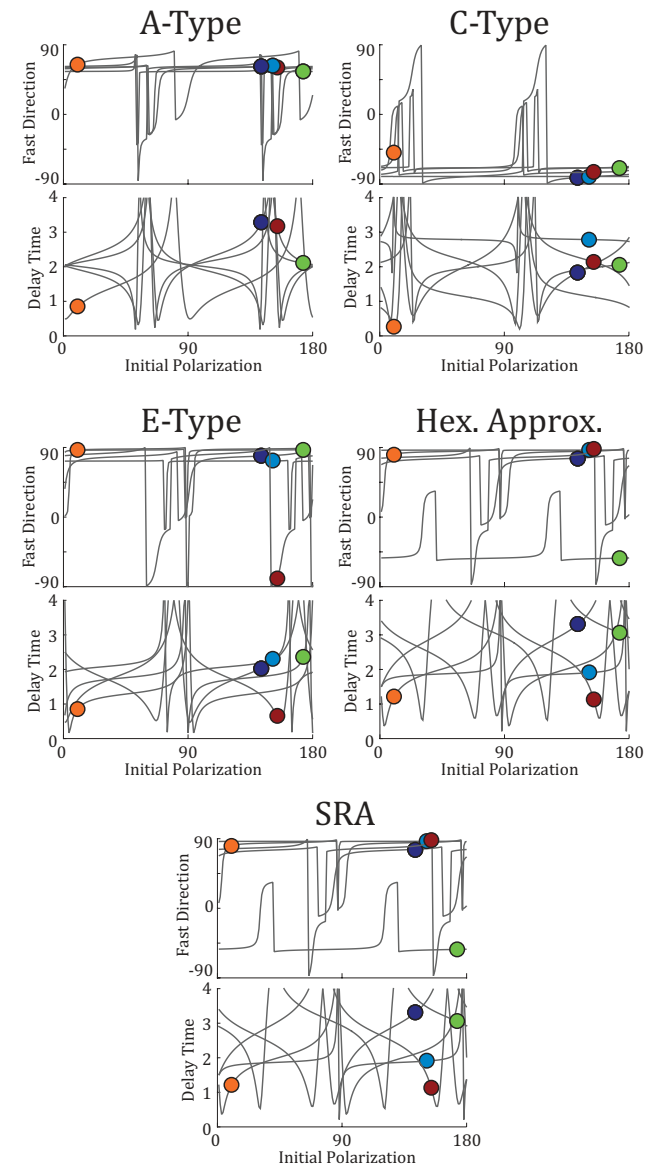 A-Type
90
0
-90
Fast Direction
4
3
2
1
0
Delay Time
0 90 180
Initial Polarization
C-Type
90
0
-90
Fast Direction
4
3
2
1
0
Delay Time
0 90 180
Initial Polarization
E-Type
90
0
-90
Fast Direction
4
3
2
1
0
Delay Time
0 90 180
Initial Polarization
Hex. Approx.
90
0
-90
Fast Direction
4
3
2
1
0
Delay Time
0 90 180
Initial Polarization
SRA
90
0
-90
Fast Direction
4
3
2
1
0
Delay Time
0 90 180
Initial Polarization